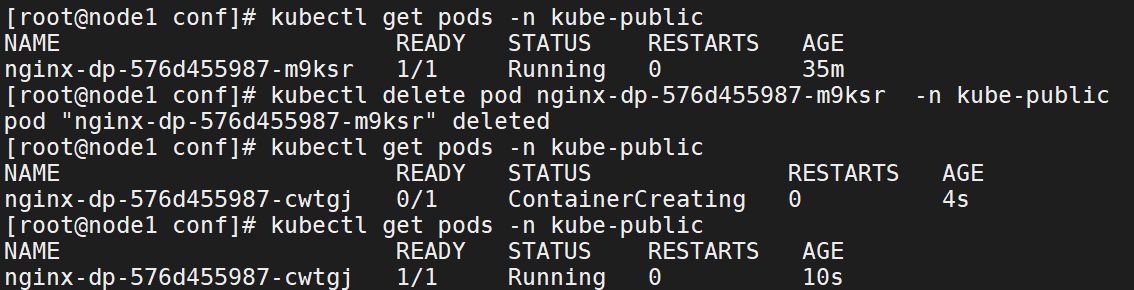 [root@node1 conf]# kubectl get pods -n kube-public
NAME                        READY   STATUS    RESTARTS   AGE
nginx-dp-576d455987-m9ksr   1/1     Running   0          35m
[root@node1 conf]# kubectl delete pod nginx-dp-576d455987-m9ksr  -n kube-public
pod "nginx-dp-576d455987-m9ksr" deleted
[root@node1 conf]# kubectl get pods -n kube-public
NAME                        READY   STATUS              RESTARTS   AGE
nginx-dp-576d455987-cwtgj   0/1     ContainerCreating   0          4s
[root@node1 conf]# kubectl get pods -n kube-public
NAME                        READY   STATUS    RESTARTS   AGE
nginx-dp-576d455987-cwtgj   1/1     Running   0          10s